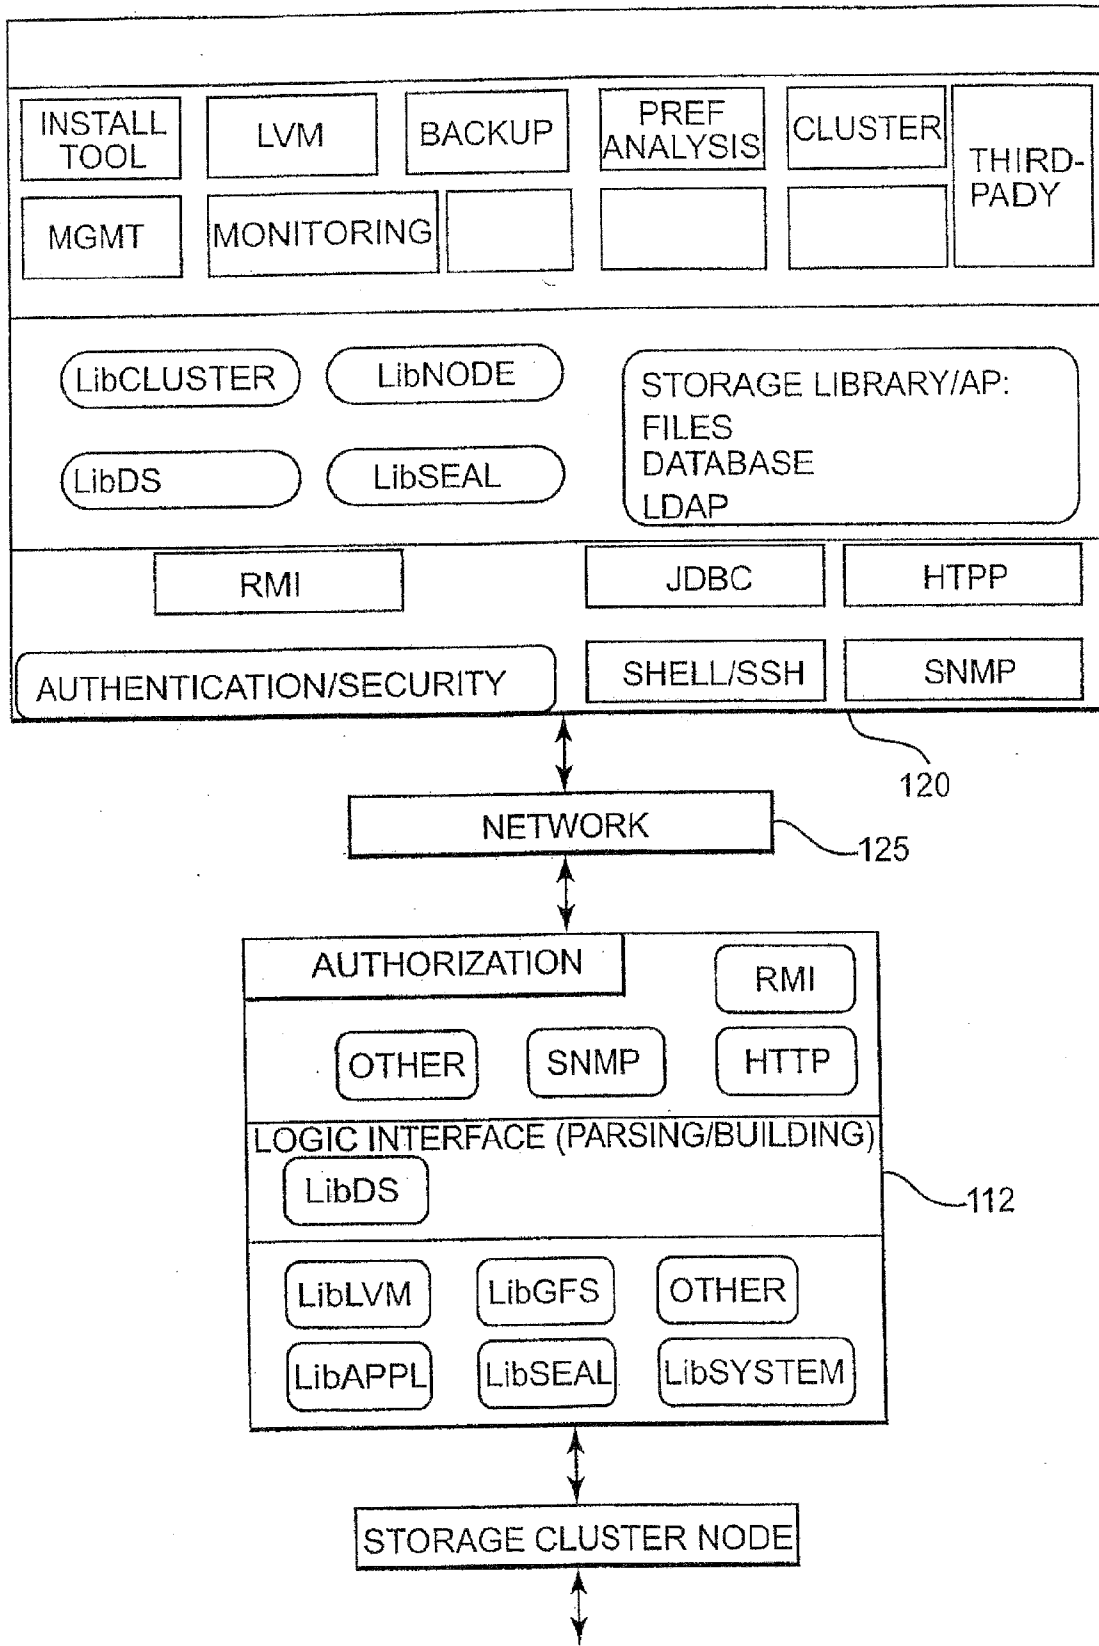 INSTALL
TOOL
LVM
BACKUP
PREF
ANALYSIS
CLUSTER
THIRD-
PADY
MGMT
MONITORING
LibCLUSTER
LibNODE
LibDS
LibSEAL
STORAGE LIBRARY/AP:
FILES
DATABASE
LDAP
RMI
JDBC
HTPP
AUTHENTICATION/SECURITY
SHELL/SSH
SNMP
120
NETWORK
125
AUTHORIZATION
RMI
OTHER
SNMP
HTTP
LOGIC INTERFACE (PARSING/BUILDING)
LibDS
112
LibLVM
LibGFS
OTHER
LibAPPL
LibSEAL
LibSYSTEM
STORAGE CLUSTER NODE